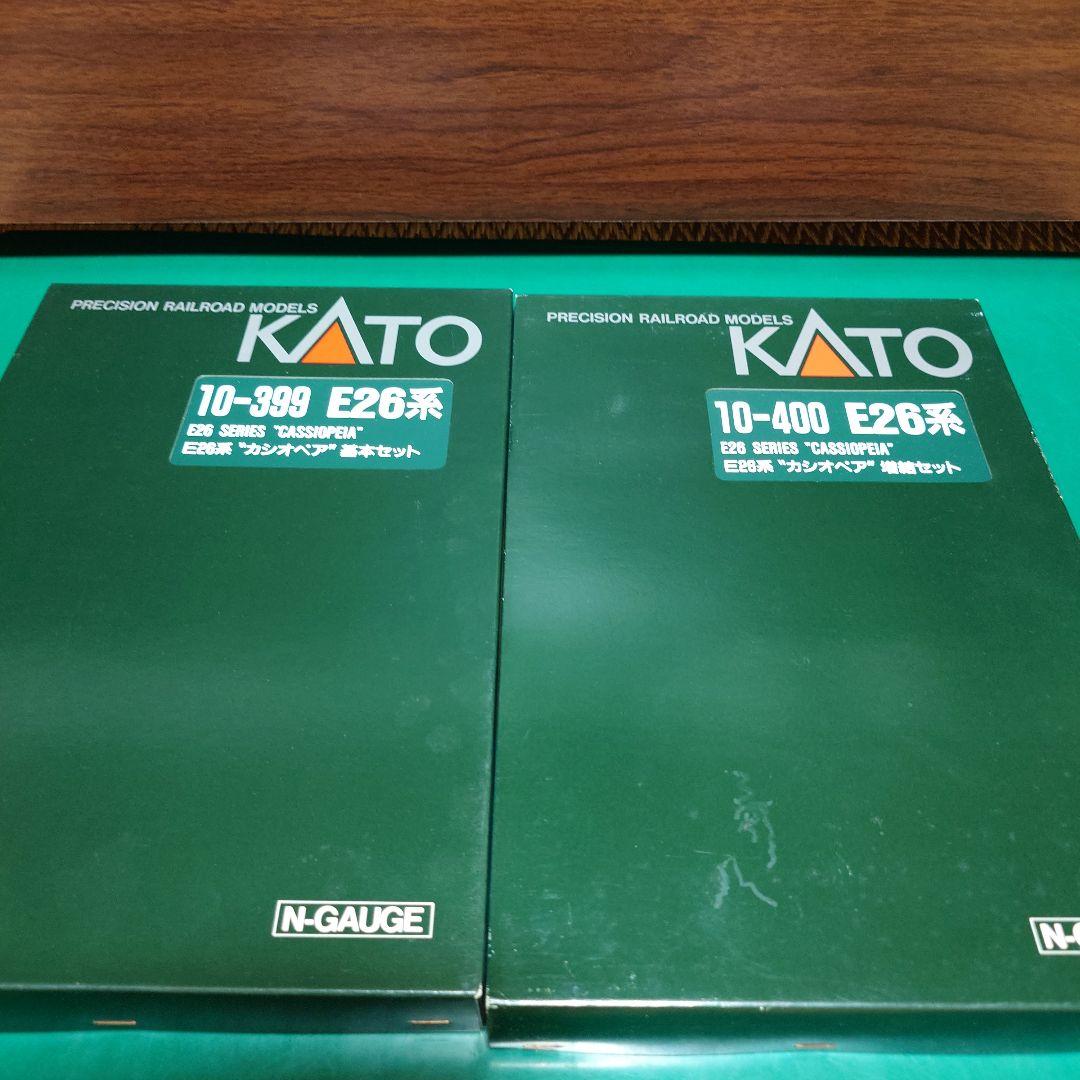 PRECISION RAILROAD MODELS
KATO
10-399 E26系
E26 SERIES "CASSIOPEIA"
E26系 "カシオペア" 基本セット
N-GAUGE
PRECISION RAILROAD MODELS
KATO
10-400 E26系
E26 SERIES "CASSIOPEIA"
E26系 "カシオペア" 増結セット